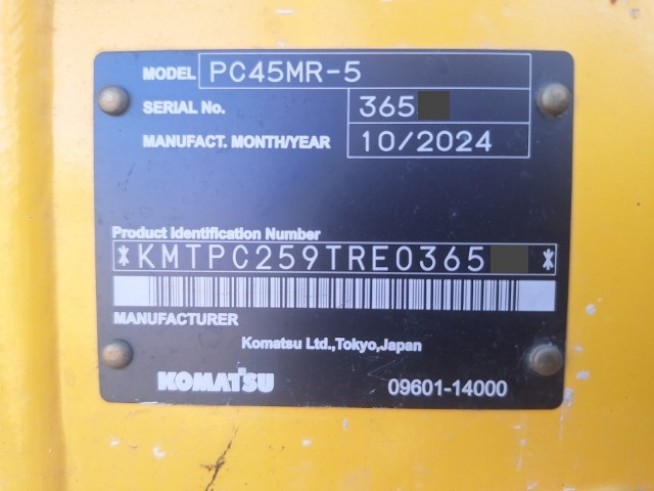 MODEL PC45MR-5
SERIAL No. 365
MANUFACT. MONTH/YEAR 10/2024
Product Identification Number
*KMTPC259TRE0365 *
MANUFACTURER
Komatsu Ltd.,Tokyo,Japan
KOMATSU 09601-14000